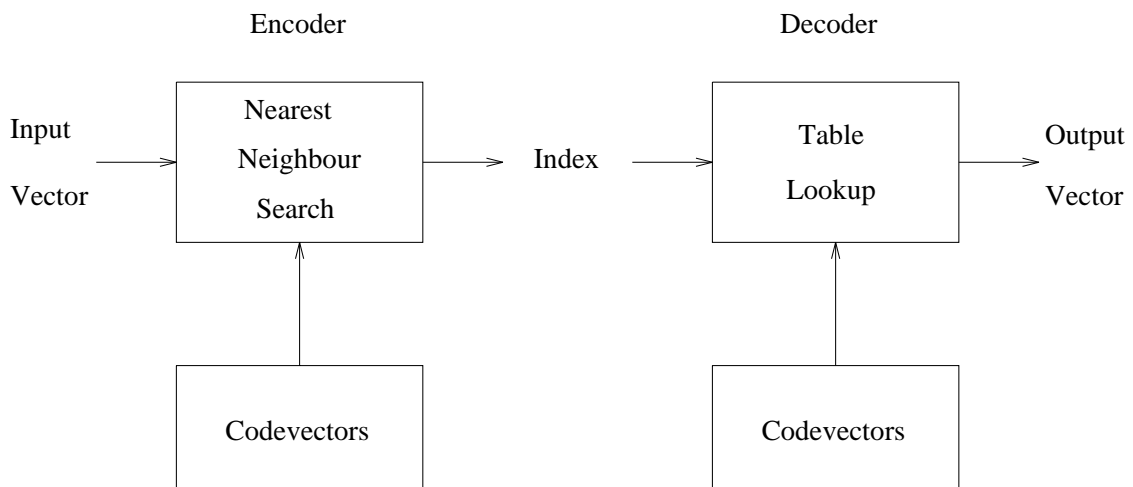 Encoder
Decoder
Input
Vector
Nearest
Neighbour
Search
Index
Table
Lookup
Output
Vector
Codevectors
Codevectors